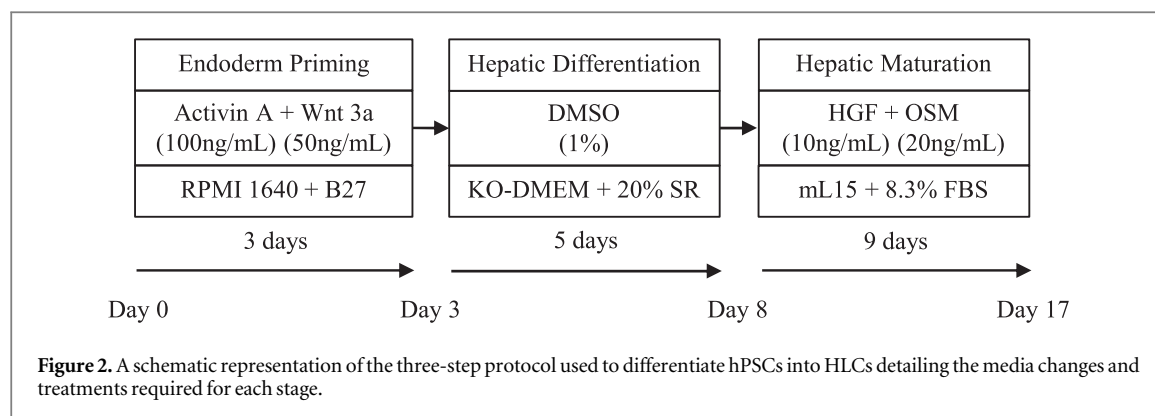 Endoderm Priming
Activin A + Wnt 3a
(100ng/mL) (50ng/mL)
RPMI 1640 + B27
Hepatic Differentiation
DMSO
(1%)
KO-DMEM + 20% SR
Hepatic Maturation
HGF + OSM
(10ng/mL) (20ng/mL)
mL15 + 8.3% FBS
3 days
5 days
9 days
Day 0
Day 3
Day 8
Day 17
Figure 2. A schematic representation of the three-step protocol used to differentiate hPSCs into HLCs detailing the media changes and
treatments required for each stage.